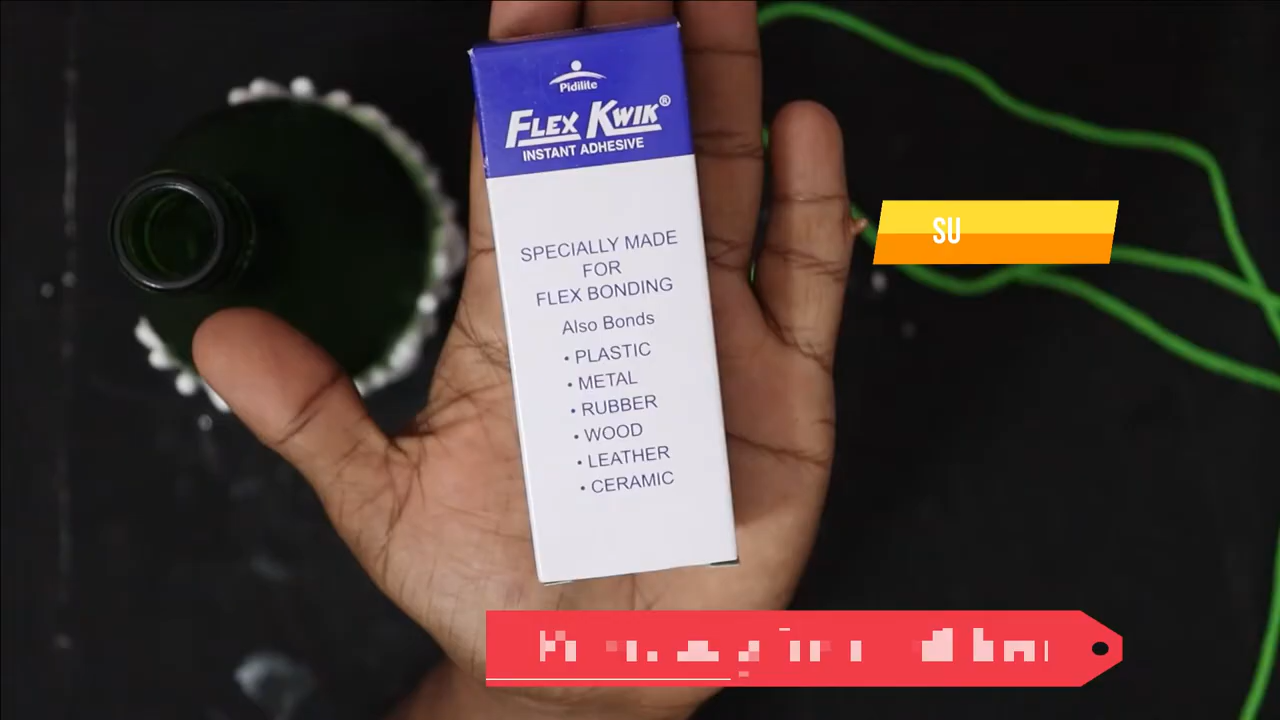 Pidilite
FLEX KWIK®
INSTANT ADHESIVE
SPECIALLY MADE
FOR
FLEX BONDING
Also Bonds
• PLASTIC
• METAL
• RUBBER
• WOOD
• LEATHER
• CERAMIC
SU